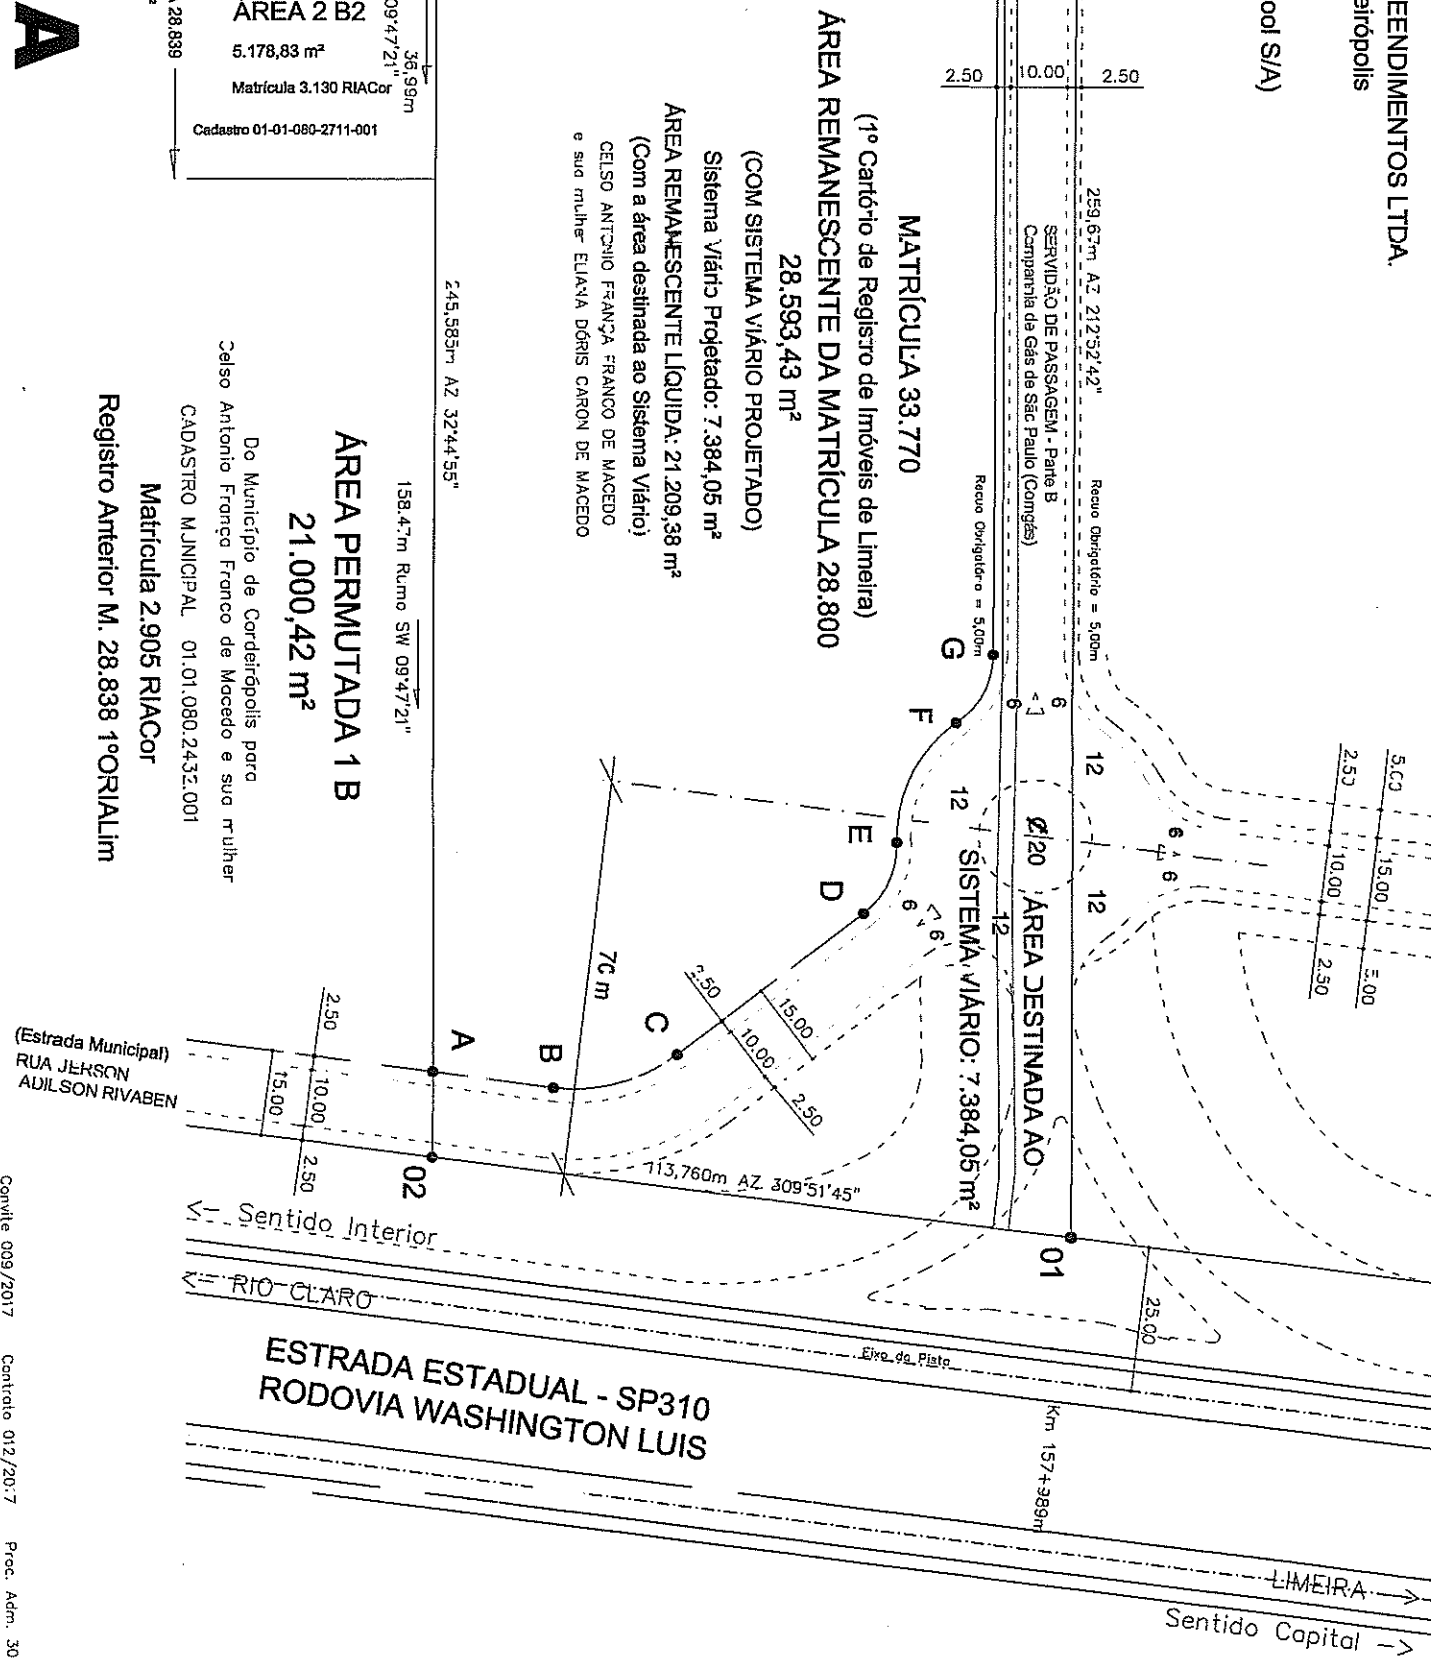 EENDIMENTOS LTDA.
eirópolis
ool S/A)
ÁREA 2 B2
5.178,83 m²
Matrícula 3.130 RIACor
Cadastro 01-01-080-2711-001
A 28.839
A
09°47'21"
36,99m
2.50
10.00
2.50
259,67m AZ 212°52'42"
SERVIDÃO DE PASSAGEM - Parte B
Companhia de Gás de São Paulo (Comgás)
Recuo Obrigatório = 5,00m
Recuo Obrigatório = 5,00m
MATRÍCULA 33.770
(1º Cartório de Registro de Imóveis de Limeira)
ÁREA REMANESCENTE DA MATRÍCULA 28.800
28.593,43 m²
(COM SISTEMA VIÁRIO PROJETADO)
Sistema Viário Projetado: 7.384,05 m²
ÁREA REMANESCENTE LÍQUIDA: 21.209,38 m²
(Com a área destinada ao Sistema Viário)
CELSO ANTONIO FRANÇA FRANCO DE MACEDO
e sua mulher ELIANA DÓRIS CARON DE MACEDO
245,585m AZ 32°44'55"
158.47m Rumo SW 09°47'21"
ÁREA PERMUTADA 1 B
21.000,42 m²
Do Município de Cordeirópolis para
Celso Antonio França Franco de Macedo e sua mulher
CADASTRO MUNICIPAL 01.01.080.2432.001
Matrícula 2.905 RIACor
Registro Anterior M. 28.838 1ºORIALim
G
F
E
D
C
B
A
01
02
6
6
6
12
12
12
12
6
6
6
6
Ø20
ÁREA DESTINADA AO
SISTEMA VIÁRIO: 7.384,05 m²
5.00
15.00
5.00
2.50
10.00
2.50
70 m
2.50
15.00
10.00
2.50
113,760m AZ 309°51'45"
2.50
10.00
2.50
15.00
(Estrada Municipal)
RUA JERSON
ADILSON RIVABEN
<- Sentido Interior
<- RIO CLARO
Eixo da Pista
25.00
Km 157+989m
ESTRADA ESTADUAL - SP310
RODOVIA WASHINGTON LUIS
LIMEIRA ->
Sentido Capital ->
Convite 009/2017 Contrato 012/2017 Proc. Adm. 30